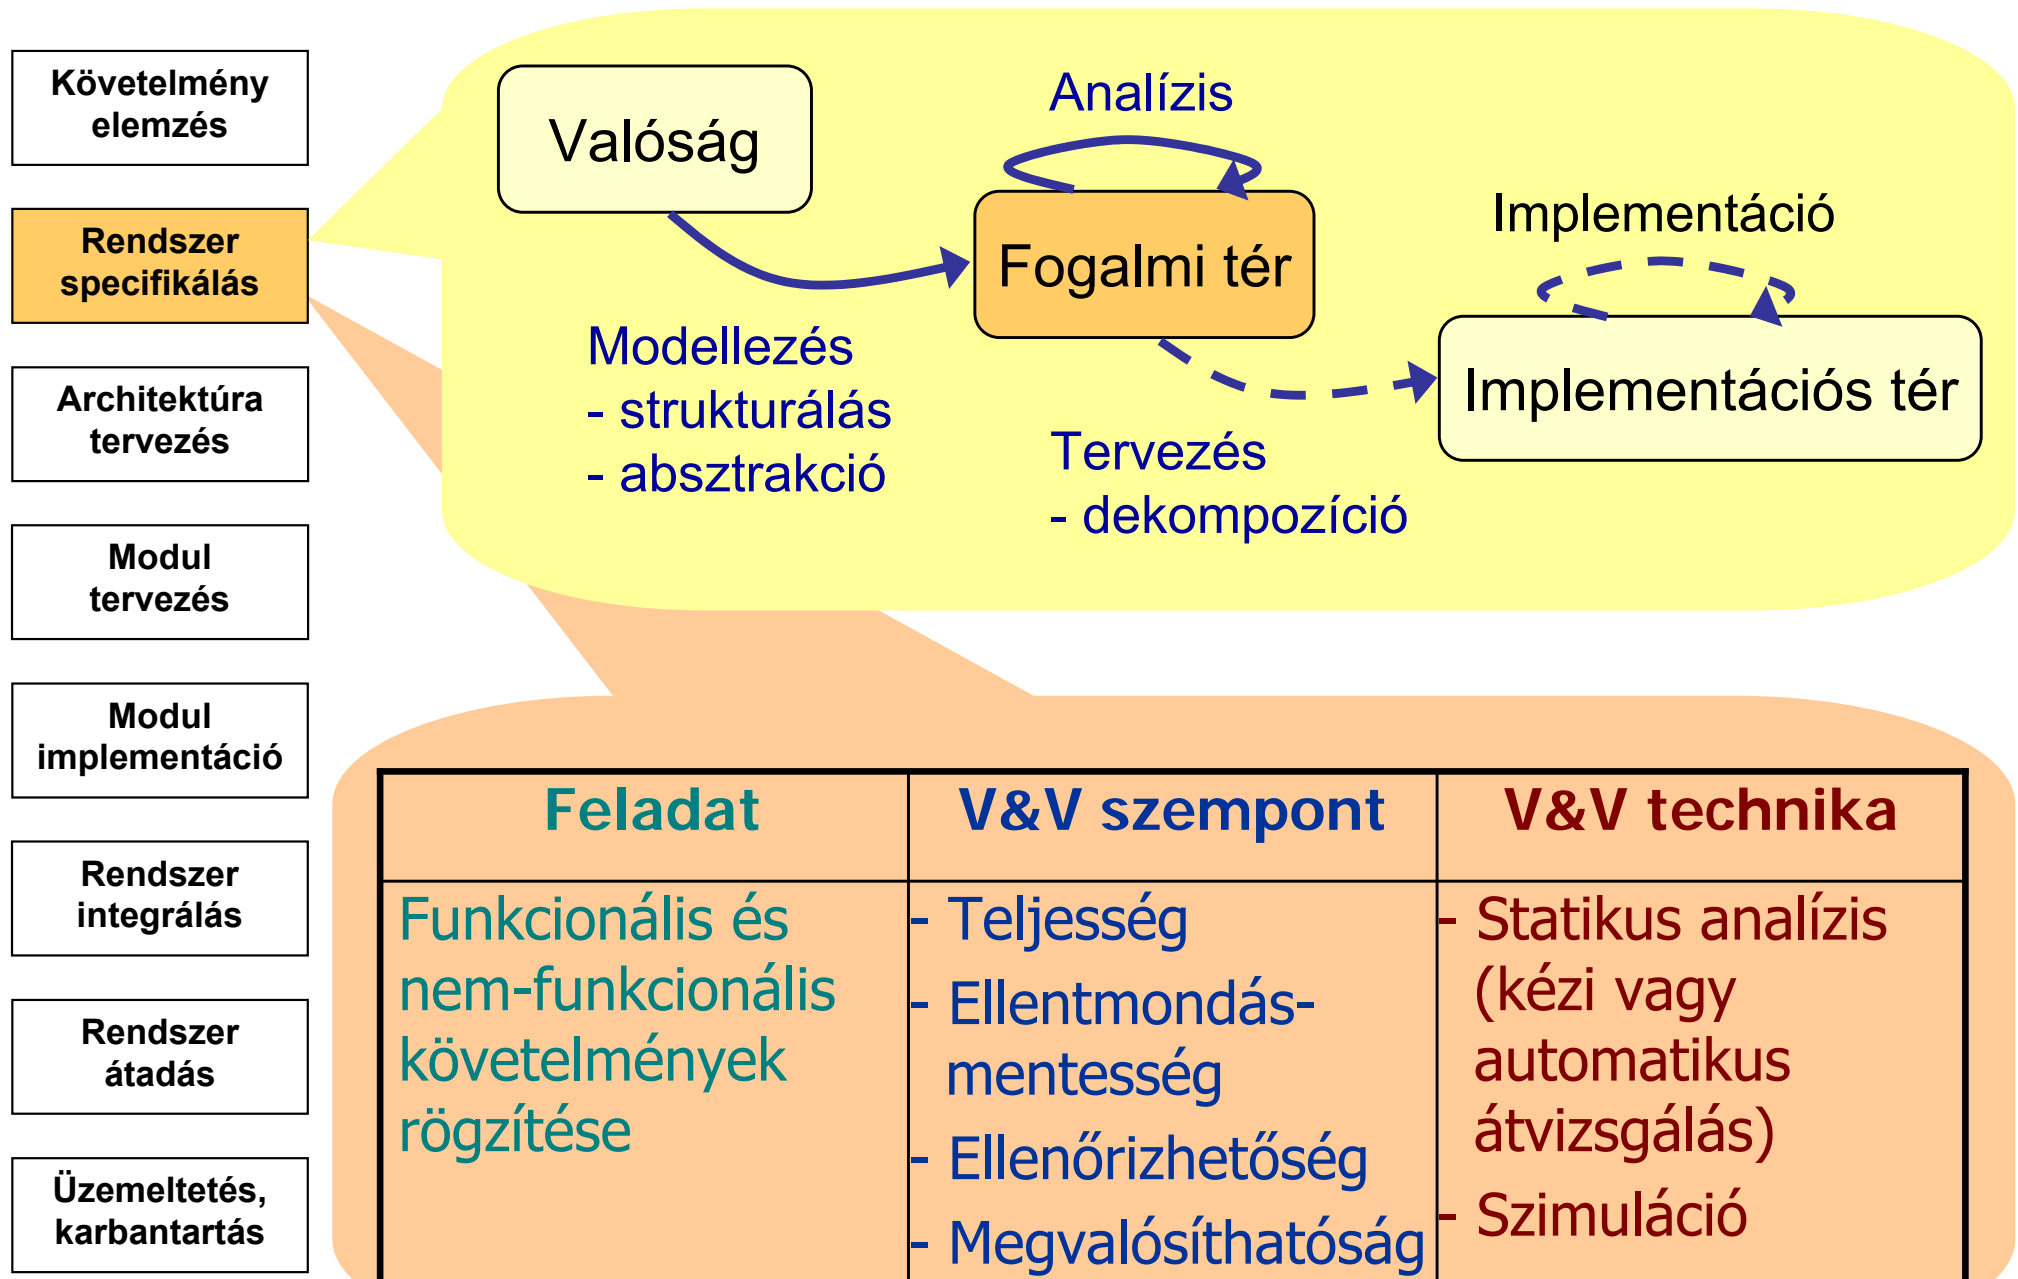 Követelmény
elemzés
Rendszer
specifikálás
Architektúra
tervezés
Modul
tervezés
Modul
implementáció
Rendszer
integrálás
Rendszer
átadás
Üzemeltetés,
karbantartás
Valóság
Analízis
Fogalmi tér
Implementáció
Implementációs tér
Modellezés
- strukturálás
- absztrakció
Tervezés
- dekompozíció
Feladat
Funkcionális és
nem-funkcionális
követelmények
rögzítése
V&V szempont
- Teljesség
- Ellentmondás-
mentesség
- Ellenőrizhetőség
- Megvalósíthatóság
V&V technika
- Statikus analízis
(kézi vagy
automatikus
átvizsgálás)
- Szimuláció